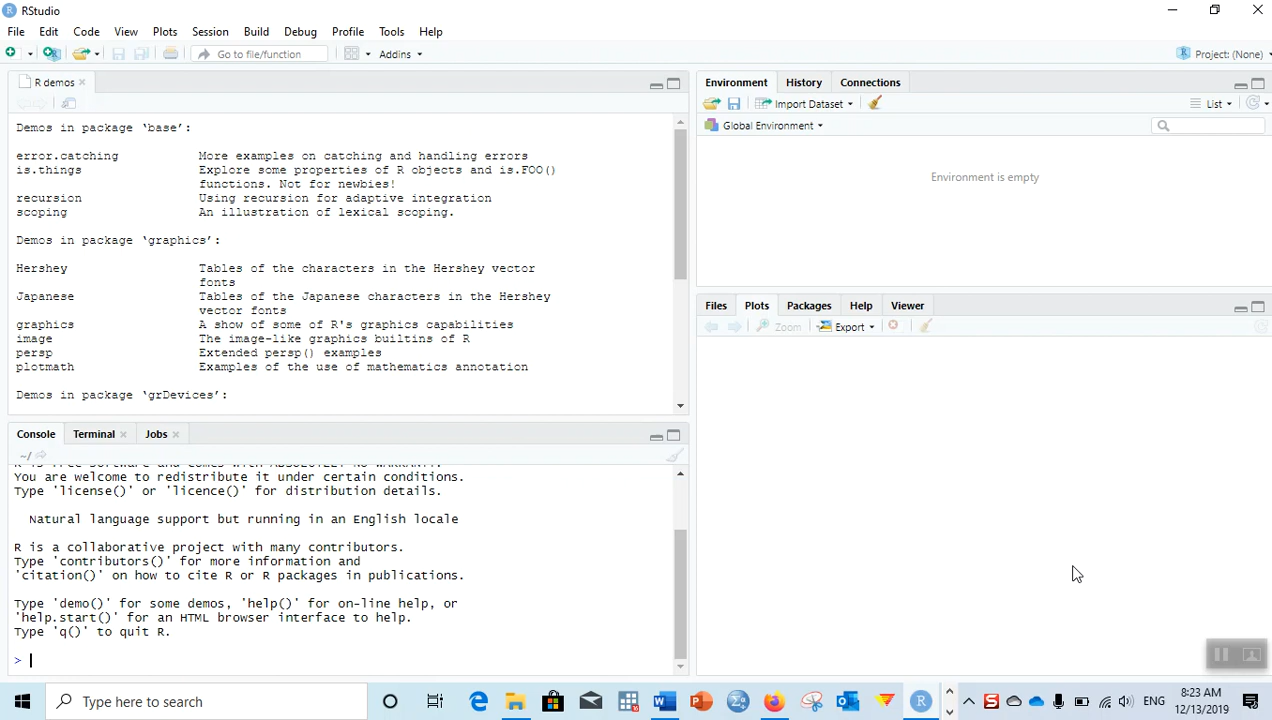 RStudio
File Edit Code View Plots Session Build Debug Profile Tools Help
Go to file/function Addins Project: (None)
R demos
Demos in package ‘base’:
error.catching More examples on catching and handling errors
is.things Explore some properties of R objects and is.FOO()
functions. Not for newbies!
recursion Using recursion for adaptive integration
scoping An illustration of lexical scoping.
Demos in package ‘graphics’:
Hershey Tables of the characters in the Hershey vector
fonts
Japanese Tables of the Japanese characters in the Hershey
vector fonts
graphics A show of some of R's graphics capabilities
image The image-like graphics builtins of R
persp Extended persp() examples
plotmath Examples of the use of mathematics annotation
Demos in package ‘grDevices’:
Console Terminal Jobs
~/
R is free software and comes with ABSOLUTELY NO WARRANTY.
You are welcome to redistribute it under certain conditions.
Type 'license()' or 'licence()' for distribution details.
Natural language support but running in an English locale
R is a collaborative project with many contributors.
Type 'contributors()' for more information and
'citation()' on how to cite R or R packages in publications.
Type 'demo()' for some demos, 'help()' for on-line help, or
'help.start()' for an HTML browser interface to help.
Type 'q()' to quit R.
>
Environment History Connections
Import Dataset List
Global Environment
Environment is empty
Files Plots Packages Help Viewer
Zoom Export
Type here to search
ENG
8:23 AM
12/13/2019